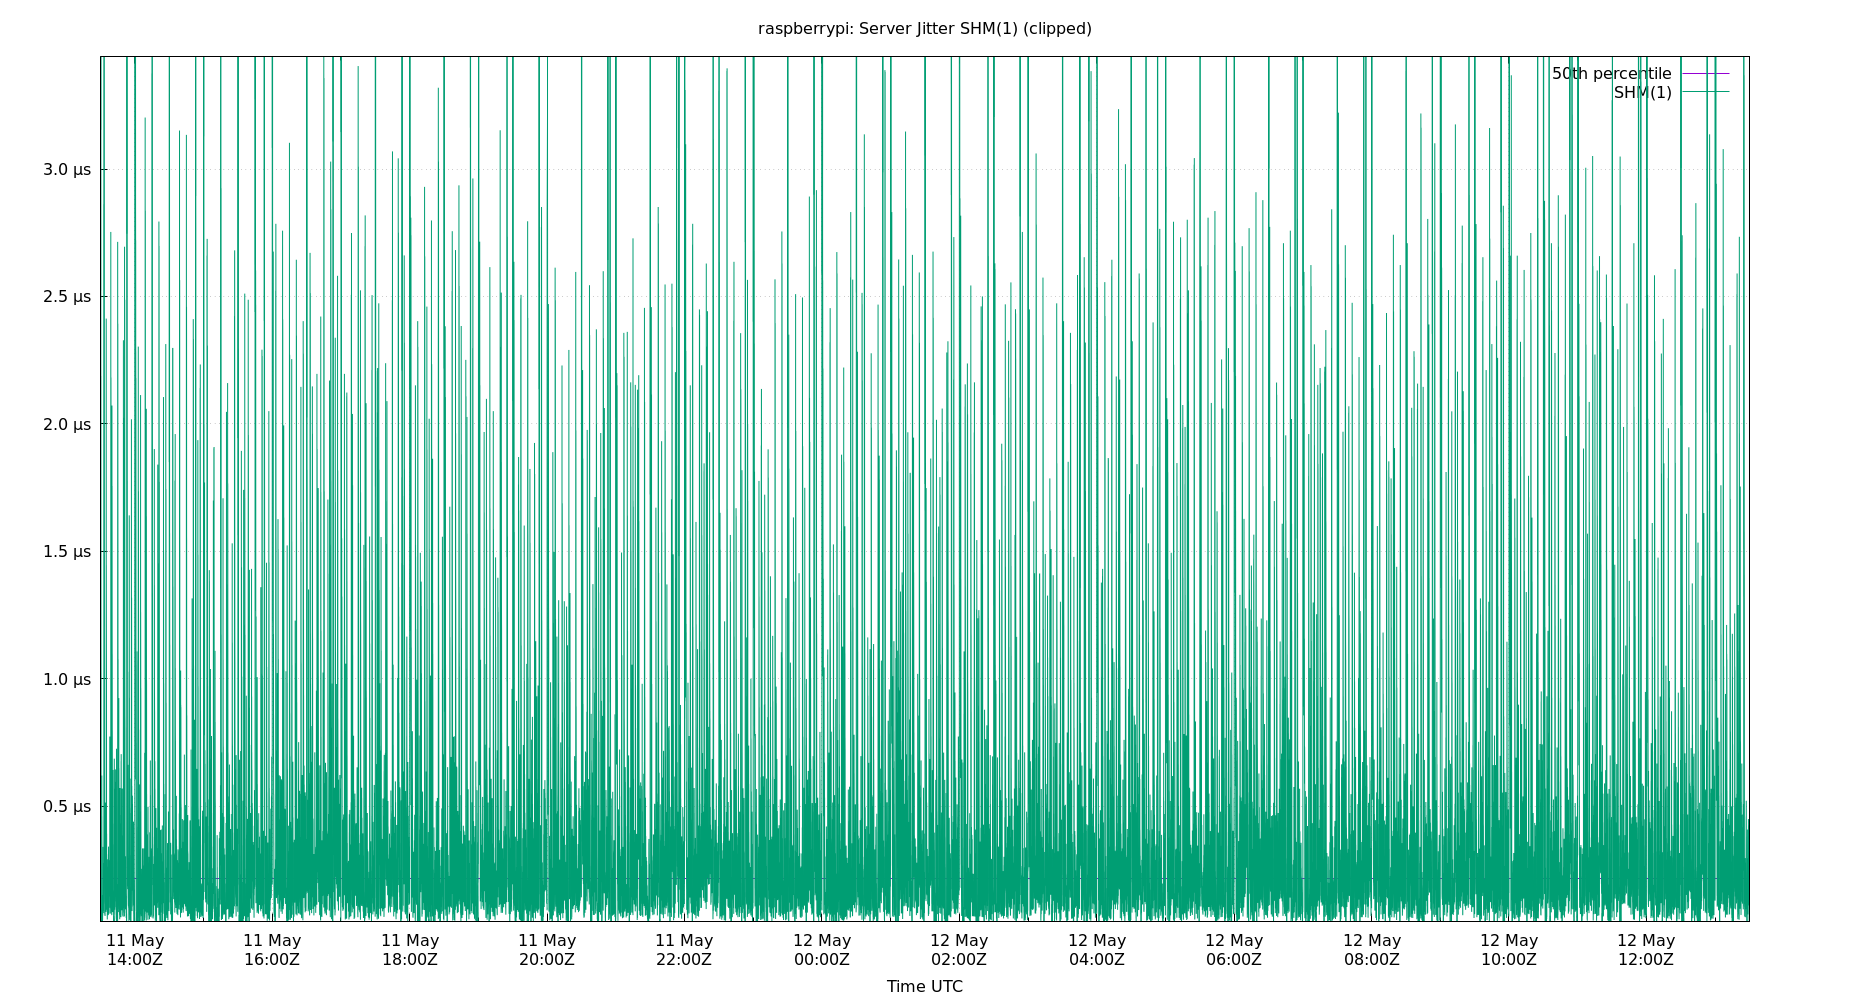 raspberrypi: Server Jitter SHM(1) (clipped)
50th percentile
SHM(1)
3.0 µs
2.5 µs
2.0 µs
1.5 µs
1.0 µs
0.5 µs
11 May 11 May 11 May 11 May 11 May 12 May 12 May 12 May 12 May 12 May 12 May 12 May
14:00Z 16:00Z 18:00Z 20:00Z 22:00Z 00:00Z 02:00Z 04:00Z 06:00Z 08:00Z 10:00Z 12:00Z
Time UTC